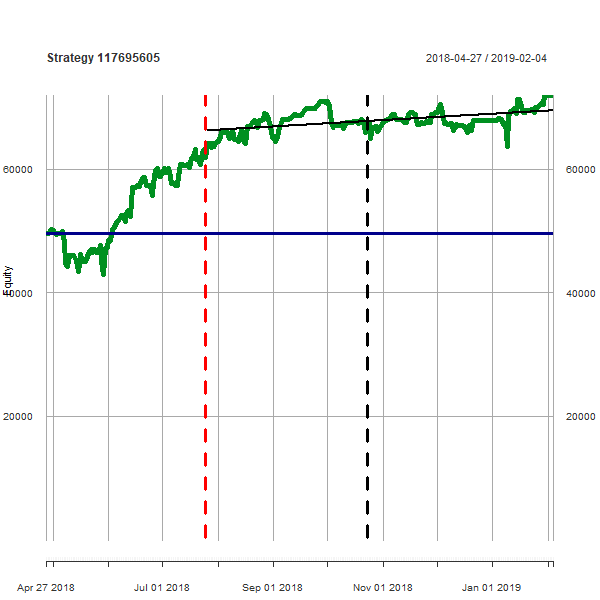 Strategy 117695605
2018-04-27 / 2019-02-04
60000
60000
Equity
40000
40000
20000
20000
Apr 27 2018
Jul 01 2018
Sep 01 2018
Nov 01 2018
Jan 01 2019